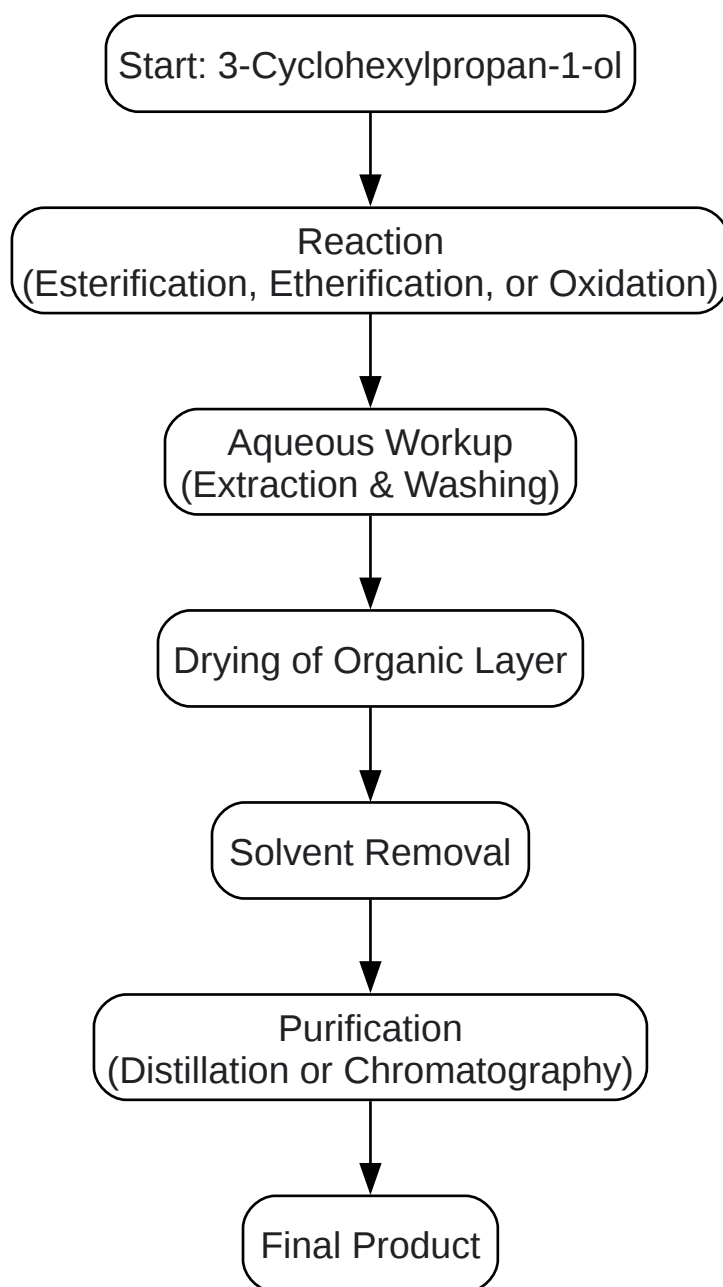 Start: 3-Cyclohexylpropan-1-ol
Reaction
(Esterification, Etherification, or Oxidation)
Aqueous Workup
(Extraction & Washing)
Drying of Organic Layer
Solvent Removal
Purification
(Distillation or Chromatography)
Final Product